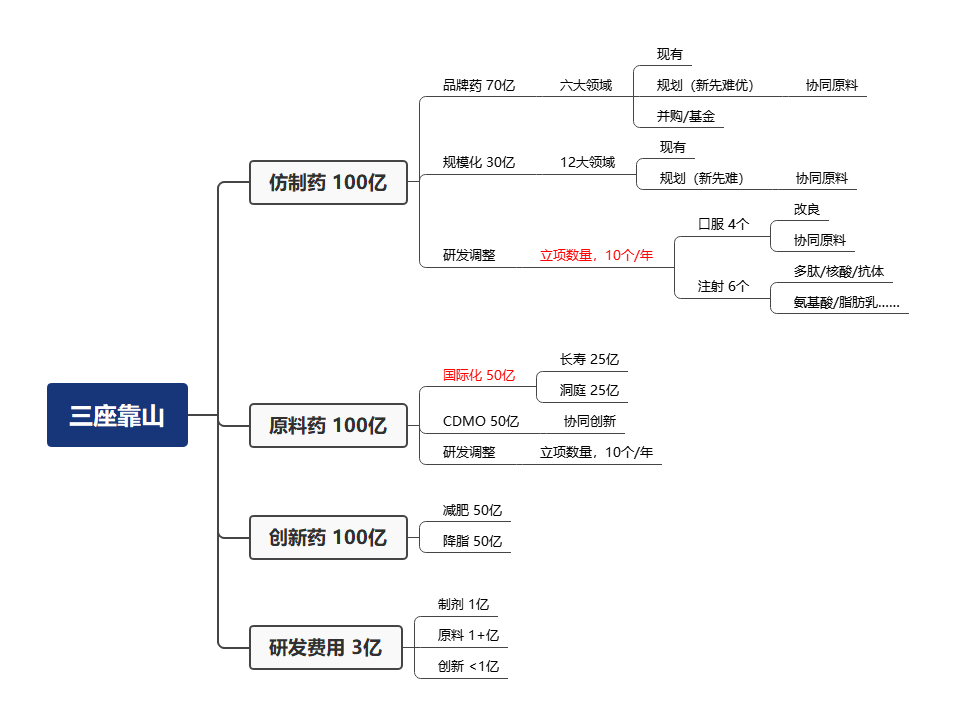 三座靠山
仿制药 100亿
品牌药 70亿
六大领域
现有
规划（新先难优）
协同原料
并购/基金
规模化 30亿
12大领域
现有
规划（新先难）
协同原料
研发调整
立项数量，10个/年
口服 4个
改良
协同原料
注射 6个
多肽/核酸/抗体
氨基酸/脂肪乳……
原料药 100亿
国际化 50亿
长寿 25亿
洞庭 25亿
CDMO 50亿
协同创新
研发调整
立项数量，10个/年
创新药 100亿
减肥 50亿
降脂 50亿
研发费用 3亿
制剂 1亿
原料 1+亿
创新 <1亿